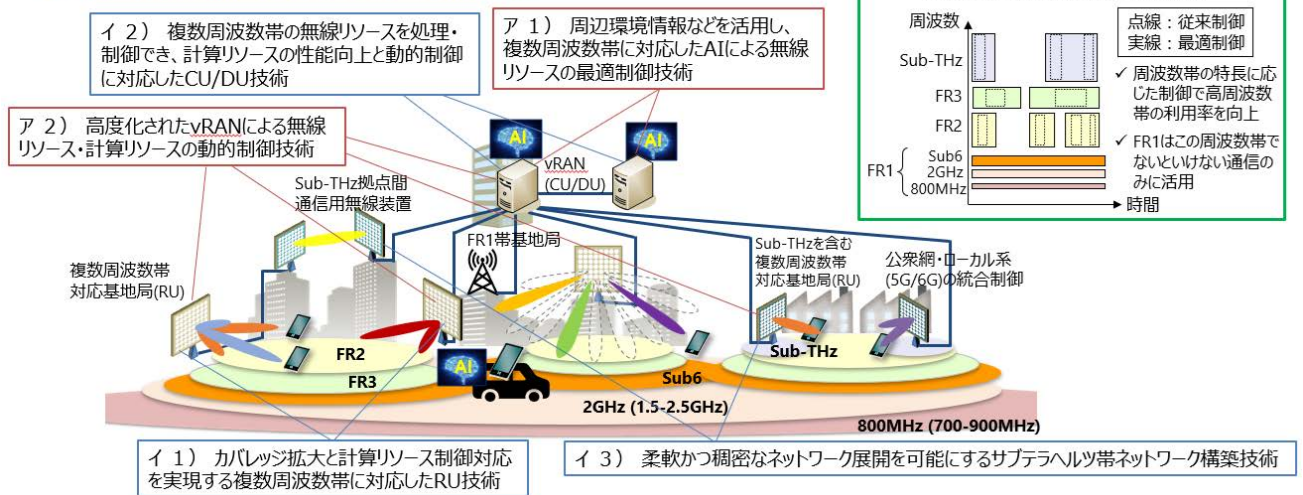 イ 2） 複数周波数帯の無線リソースを処理・
制御でき、計算リソースの性能向上と動的制御
に対応したCU/DU技術
ア 1） 周辺環境情報などを活用し、
複数周波数帯に対応したAIによる無線
リソースの最適制御技術
ア 2） 高度化されたvRANによる無線
リソース・計算リソースの動的制御技術
周波数
Sub-THz
FR3
FR2
FR1
Sub6
2GHz
800MHz
時間
点線：従来制御
実線：最適制御
✓ 周波数帯の特長に応
じた制御で高周波数
帯の利用率を向上
✓ FR1はこの周波数帯で
ないといけない通信の
みに活用
AI
AI
vRAN
(CU/DU)
Sub-THz拠点間
通信用無線装置
FR1帯基地局
複数周波数帯
対応基地局(RU)
Sub-THzを含む
複数周波数帯
対応基地局(RU)
公衆網・ローカル系
(5G/6G)の統合制御
FR2
FR3
AI
Sub6
Sub-THz
2GHz (1.5-2.5GHz)
800MHz (700-900MHz)
イ 1） カバレッジ拡大と計算リソース制御対応
を実現する複数周波数帯に対応したRU技術
イ 3） 柔軟かつ稠密なネットワーク展開を可能にするサブテラヘルツ帯ネットワーク構築技術